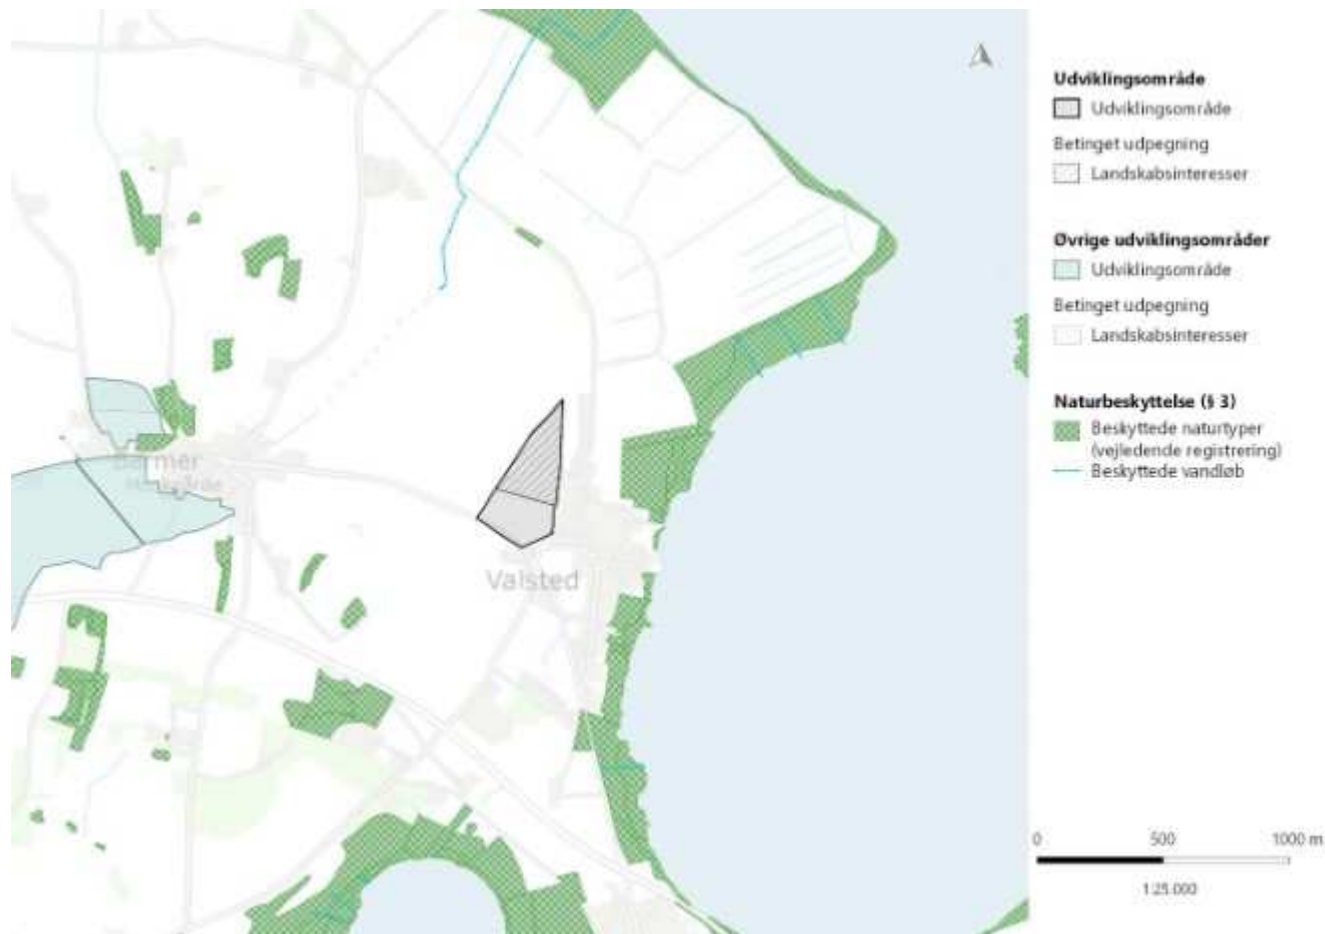 Udviklingsområde
Udviklingsområde
Betinget udpegning
Landskabsinteresser
Øvrige udviklingsområder
Udviklingsområde
Betinget udpegning
Landskabsinteresser
Naturbeskyttelse (§ 3)
Beskyttede naturtyper
(vejledende registrering)
Beskyttede vandløb
Barmer
Valsted
0 500 1000 m
1:25.000